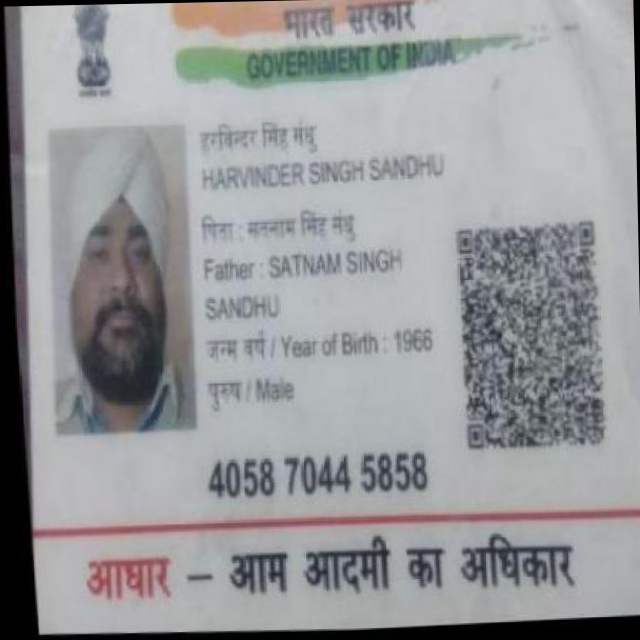 भारत सरकार
GOVERNMENT OF INDIA
हरविन्दर सिंह संधु
HARVINDER SINGH SANDHU
पिता : सतनाम सिंह संधु
Father : SATNAM SINGH
SANDHU
जन्म वर्ष / Year of Birth : 1966
पुरुष / Male
4058 7044 5858
आधार – आम आदमी का अधिकार